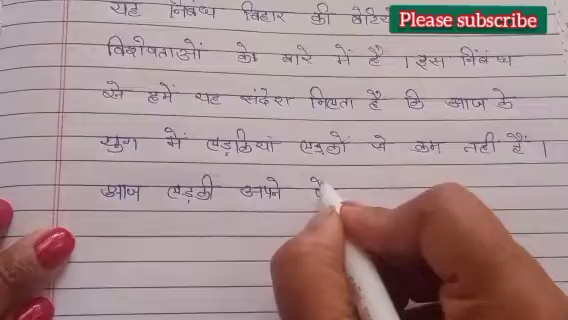 यह निबंध बिहार की बेटियों
Please subscribe
विशेषताओं के बारे में है । इस निबंध
से हमें यह संदेश मिलता है कि आज के
युग में लड़कियां लड़कों से कम नहीं हैं ।
आज लड़की अपने